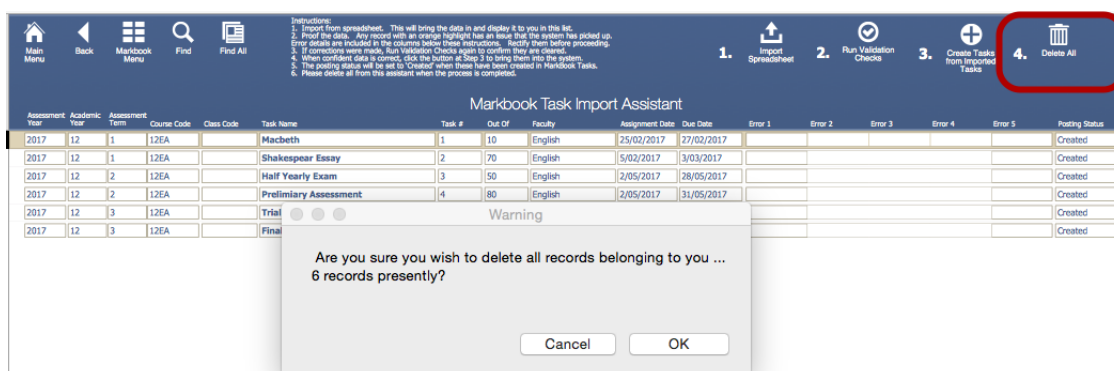 Instructions:
1. Import from spreadsheet. This will bring the data in and display it to you in this list.
2. Proof the data. Any record with an orange highlight has an issue that the system has picked up.
Error details are included in the columns below these instructions. Rectify them before proceeding.
3. If corrections were made, Run Validation Checks again to confirm they are cleared.
4. When confident data is correct, click the button at Step 3 to bring them into the system.
5. The posting status will be set to 'Created' when these have been created in Markbook Tasks.
6. Please delete all from this assistant when the process is completed.
Main Menu
Back
Markbook Menu
Find
Find All
1. Import Spreadsheet
2. Run Validation Checks
3. Create Tasks from Imported Tasks
4. Delete All
Markbook Task Import Assistant
Assessment Year Academic Year Assessment Term Course Code Class Code Task Name Task # Out Of Faculty Assignment Date Due Date Error 1 Error 2 Error 3 Error 4 Error 5 Posting Status
2017 12 1 12EA Macbeth 1 10 English 25/02/2017 27/02/2017 Created
2017 12 1 12EA Shakespear Essay 2 70 English 5/02/2017 3/03/2017 Created
2017 12 2 12EA Half Yearly Exam 3 50 English 2/05/2017 28/05/2017 Created
2017 12 2 12EA Prelimiary Assessment 4 80 English 2/05/2017 31/05/2017 Created
2017 12 3 12EA Trial Created
2017 12 3 12EA Final Created
Warning
Are you sure you wish to delete all records belonging to you ...
6 records presently?
Cancel OK